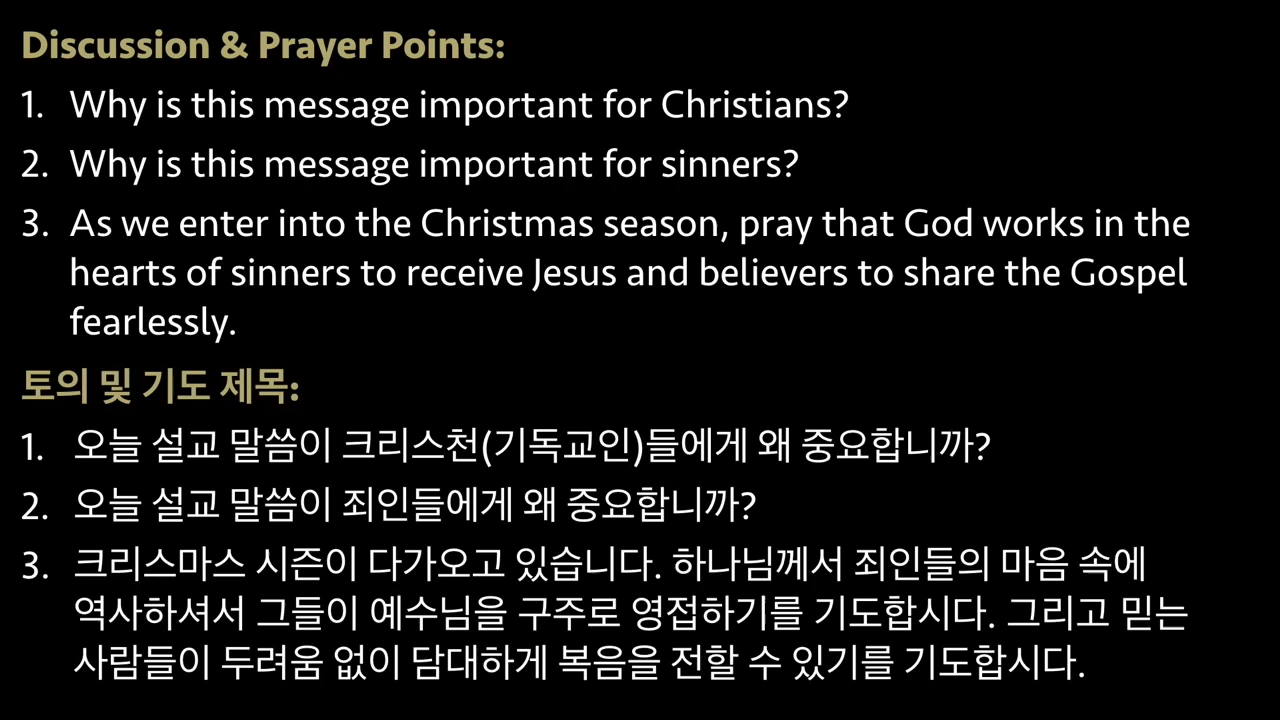 Discussion & Prayer Points:
1. Why is this message important for Christians?
2. Why is this message important for sinners?
3. As we enter into the Christmas season, pray that God works in the
hearts of sinners to receive Jesus and believers to share the Gospel
fearlessly.
토의 및 기도 제목:
1. 오늘 설교 말씀이 크리스천(기독교인)들에게 왜 중요합니까?
2. 오늘 설교 말씀이 죄인들에게 왜 중요합니까?
3. 크리스마스 시즌이 다가오고 있습니다. 하나님께서 죄인들의 마음 속에
역사하셔서 그들이 예수님을 구주로 영접하기를 기도합시다. 그리고 믿는
사람들이 두려움 없이 담대하게 복음을 전할 수 있기를 기도합시다.